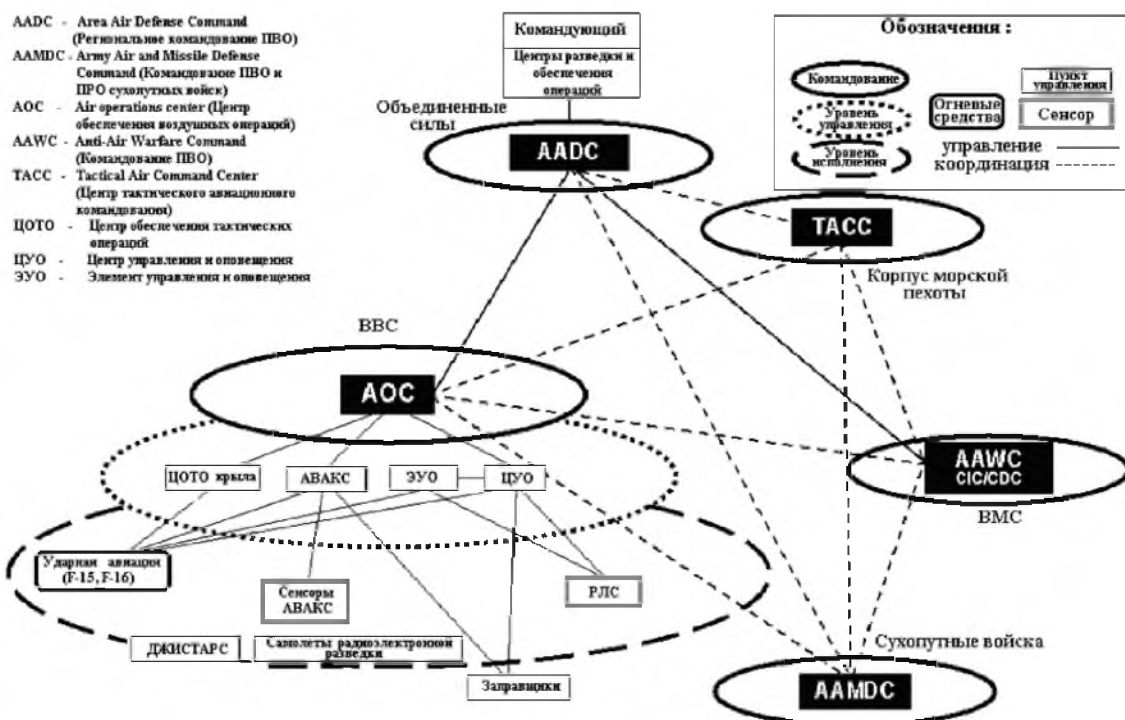 AADC - Area Air Defense Command
(Региональное командование ПВО)
AAMDC - Army Air and Missile Defense
Command (Командование ПВО и
ПРО сухопутных войск)
AOC - Air operations center (Центр
обеспечения воздушных операций)
AAWC - Anti-Air Warfare Command
(Командование ПВО)
TACC - Tactical Air Command Center
(Центр тактического авиационного
командования)
ЦОТО - Центр обеспечения тактических
операций
ЦУО - Центр управления и оповещения
ЭУО - Элемент управления и оповещения
Командующий
Центры разведки и
обеспечения
операций
Объединенные
силы
AADC
Обозначения :
Командование
Уровень
управления
Уровень
исполнения
Огневые
средства
Пункт
управления
Сенсор
управление
координация
TACC
Корпус морской
пехоты
ВВС
AOC
ЦОТО крыла
АВАКС
ЭУО
ЦУО
AAWC
CIC/CDC
ВМС
Ударная авиация
(F-15, F-16)
Сенсоры
АВАКС
РЛС
ДЖИСТАРС
Самолеты радиоэлектронной
разведки
Заправщики
Сухопутные войска
AAMDC